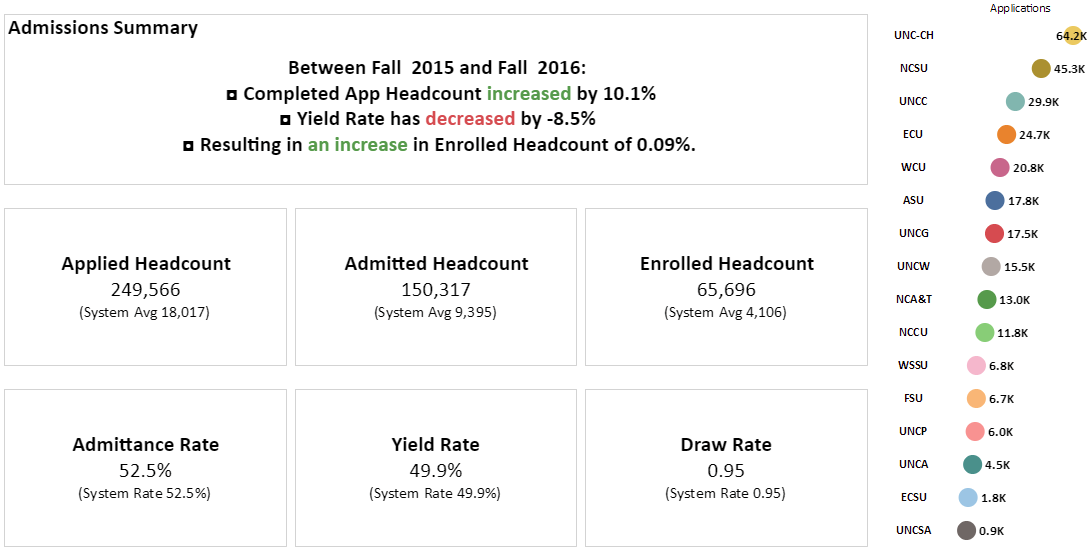 Admissions Summary
Between Fall 2015 and Fall 2016:
◘ Completed App Headcount increased by 10.1%
◘ Yield Rate has decreased by -8.5%
◘ Resulting in an increase in Enrolled Headcount of 0.09%.
Applied Headcount
249,566
(System Avg 18,017)
Admitted Headcount
150,317
(System Avg 9,395)
Enrolled Headcount
65,696
(System Avg 4,106)
Admittance Rate
52.5%
(System Rate 52.5%)
Yield Rate
49.9%
(System Rate 49.9%)
Draw Rate
0.95
(System Rate 0.95)
Applications
UNC-CH 64.2K
NCSU 45.3K
UNCC 29.9K
ECU 24.7K
WCU 20.8K
ASU 17.8K
UNCG 17.5K
UNCW 15.5K
NCA&T 13.0K
NCCU 11.8K
WSSU 6.8K
FSU 6.7K
UNCP 6.0K
UNCA 4.5K
ECSU 1.8K
UNCSA 0.9K